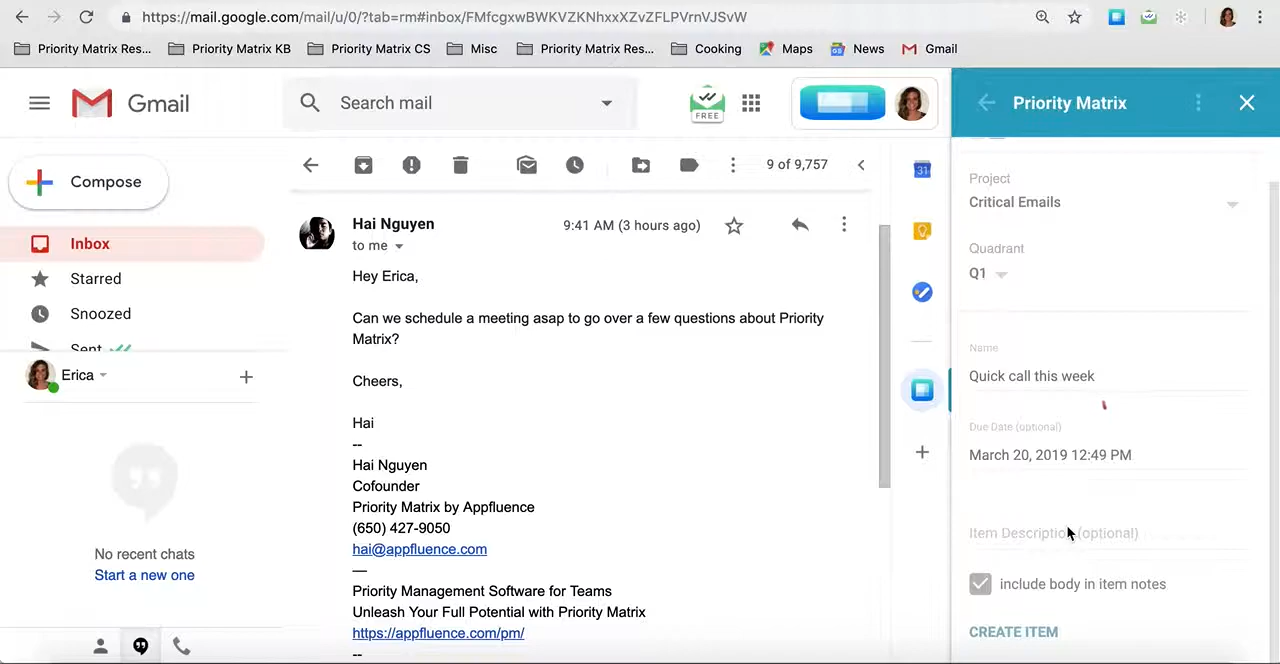 https://mail.google.com/mail/u/0/?tab=rm#inbox/FMfcgxwBWKVZKNhxxXZvZFLPVrnVJSvW
Priority Matrix Res... Priority Matrix KB Priority Matrix CS Misc Priority Matrix Res... Cooking Maps News Gmail
Gmail
Search mail
FREE
Priority Matrix
Compose
9 of 9,757
31
Inbox
Starred
Snoozed
Sent
Erica
No recent chats
Start a new one
Hai Nguyen
9:41 AM (3 hours ago)
to me
Hey Erica,
Can we schedule a meeting asap to go over a few questions about Priority
Matrix?
Cheers,
Hai
--
Hai Nguyen
Cofounder
Priority Matrix by Appfluence
(650) 427-9050
hai@appfluence.com
—
Priority Management Software for Teams
Unleash Your Full Potential with Priority Matrix
https://appfluence.com/pm/
--
Project
Critical Emails
Quadrant
Q1
Name
Quick call this week
Due Date (optional)
March 20, 2019 12:49 PM
Item Description (optional)
include body in item notes
CREATE ITEM